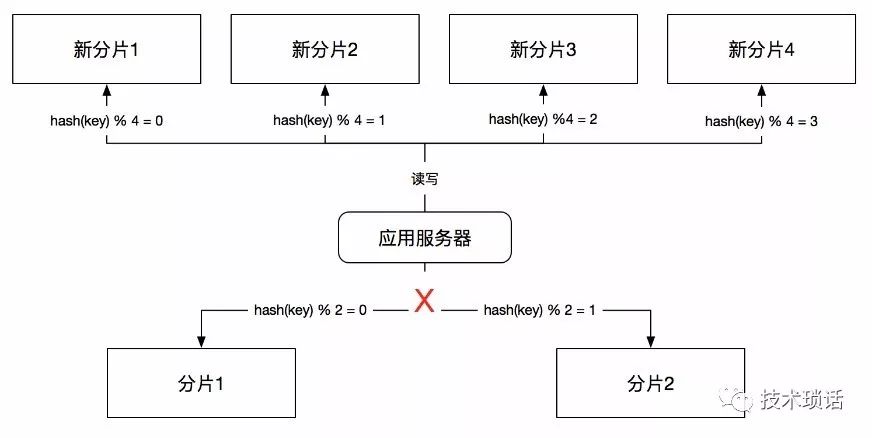 新分片1
新分片2
新分片3
新分片4
hash(key) % 4 = 0
hash(key) % 4 = 1
hash(key) %4 = 2
hash(key) % 4 = 3
读写
应用服务器
X
hash(key) % 2 = 0
hash(key) % 2 = 1
分片1
分片2
技术琐话